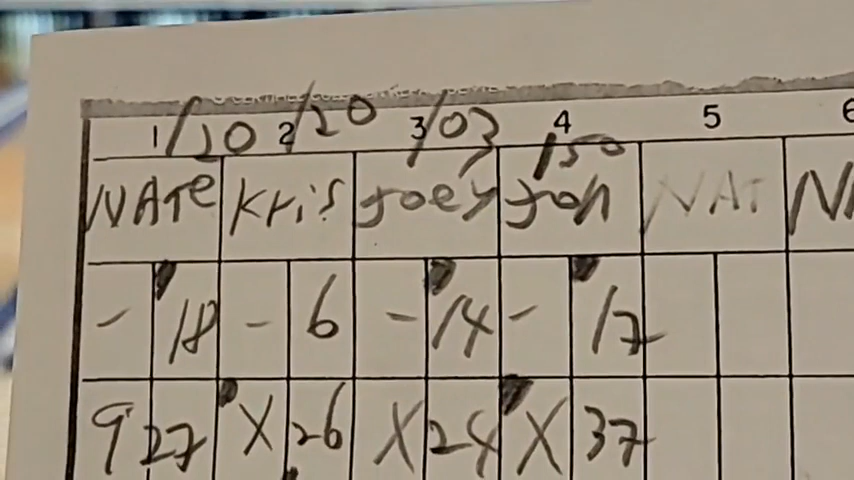 1/20 2/20 3/03 4 150 5 6
NATe Kris Joey Jon NAT
- 18 - 6 - 14 - 17
9 27 X 26 X 24 X 37